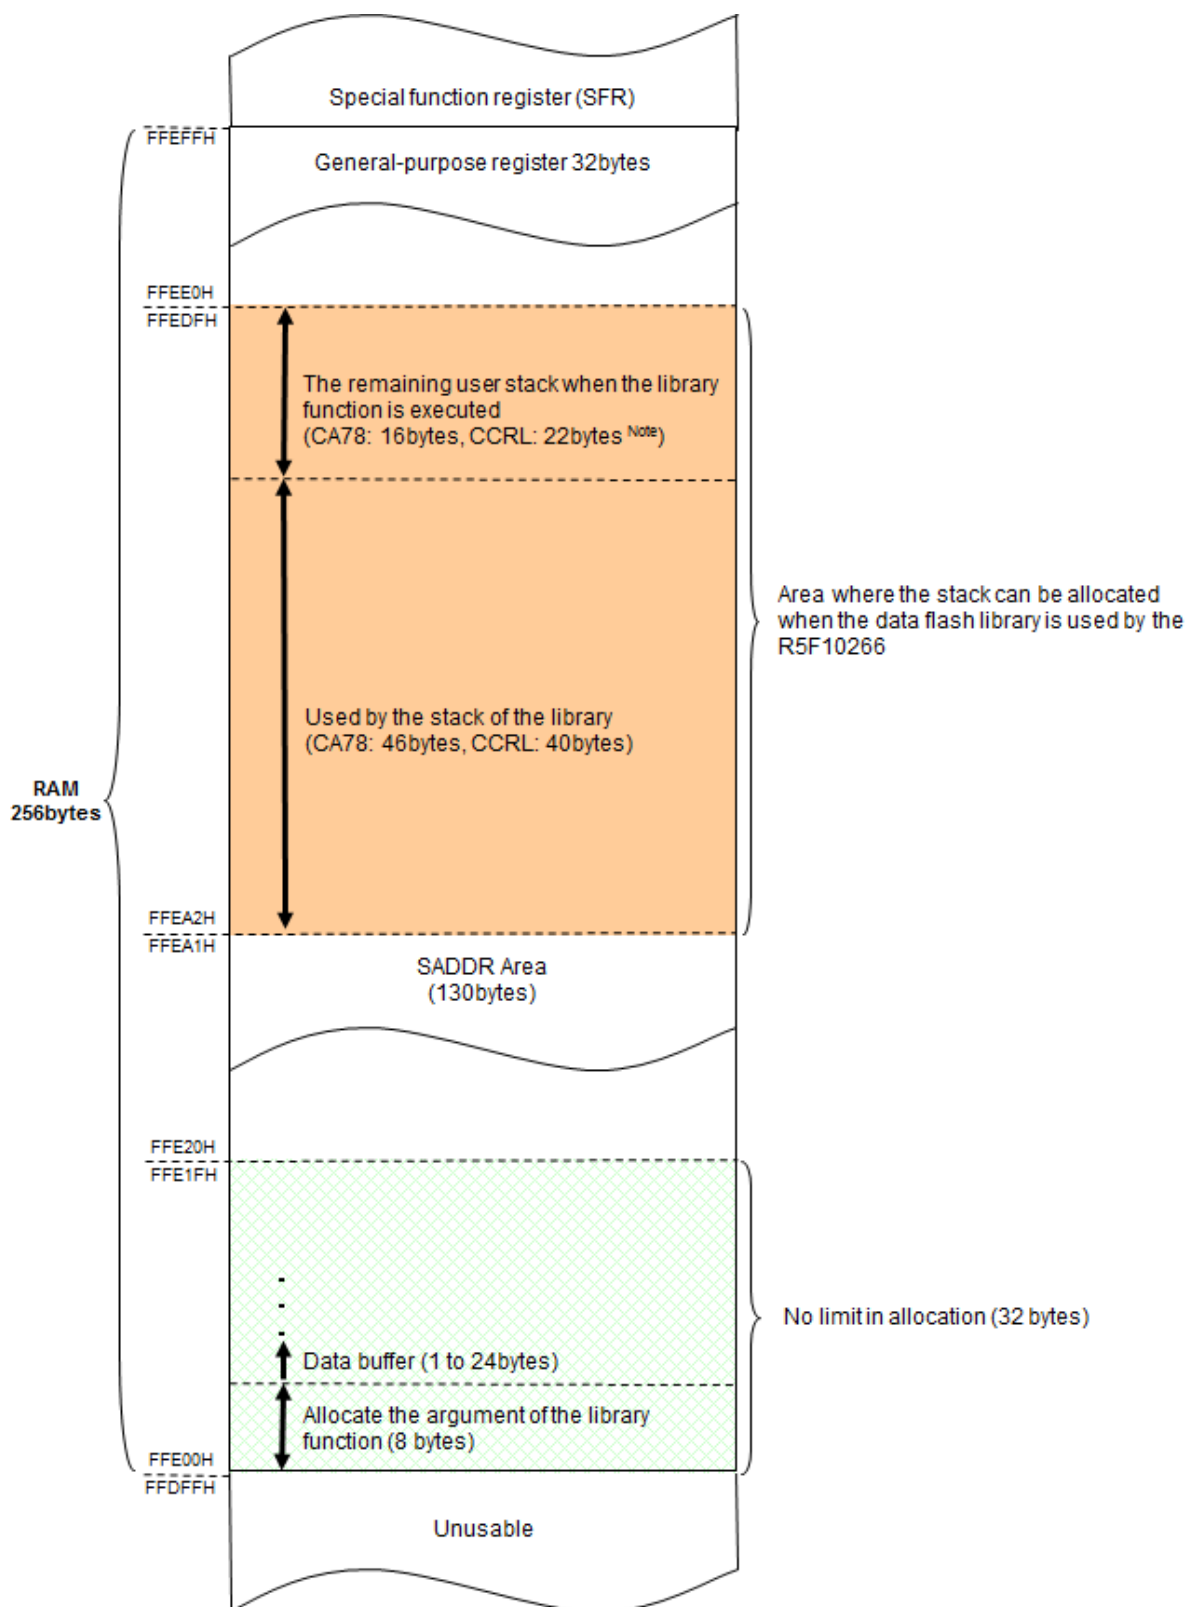 Special function register (SFR)
FFEFFH
General-purpose register 32bytes
FFEE0H
FFEDFH
The remaining user stack when the library
function is executed
(CA78: 16bytes, CCRL: 22bytes Note)
Area where the stack can be allocated
when the data flash library is used by the
R5F10266
Used by the stack of the library
(CA78: 46bytes, CCRL: 40bytes)
RAM
256bytes
FFEA2H
FFEA1H
SADDR Area
(130bytes)
FFE20H
FFE1FH
No limit in allocation (32 bytes)
Data buffer (1 to 24bytes)
Allocate the argument of the library
function (8 bytes)
FFE00H
FFDFFH
Unusable